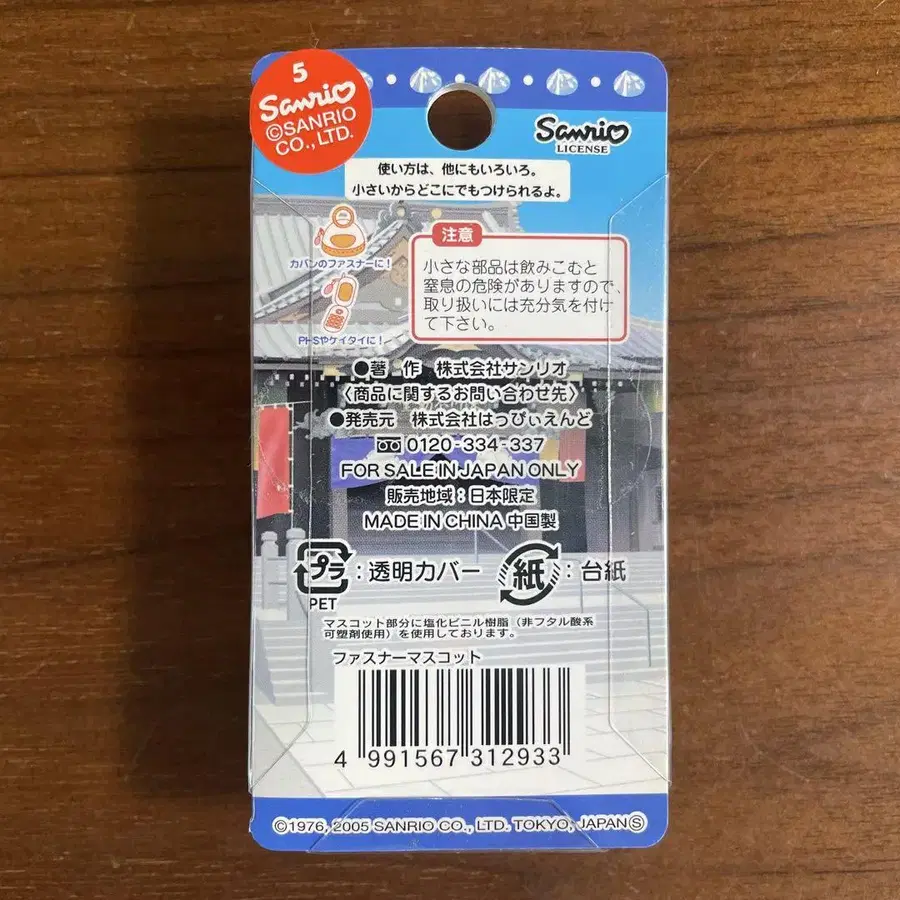 5
Sanrio
©SANRIO
CO., LTD.
Sanrio
LICENSE
使い方は、他にもいろいろ。
小さいからどこにでもつけられるよ。
カバンのファスナーに!
PHSやケイタイに!
注意
小さな部品は飲みこむと
窒息の危険がありますので、
取り扱いには充分気を付け
て下さい。
●著 作 株式会社サンリオ
〈商品に関するお問い合わせ先〉
●発売元 株式会社はっぴぃえんど
0120-334-337
FOR SALE IN JAPAN ONLY
販売地域:日本限定
MADE IN CHINA 中国製
プラ:透明カバー
PET
紙:台紙
マスコット部分に塩化ビニル樹脂(非フタル酸系
可塑剤使用)を使用しております。
ファスナーマスコット
4 991567 312933
©1976, 2005 SANRIO CO., LTD. TOKYO, JAPAN Ⓢ